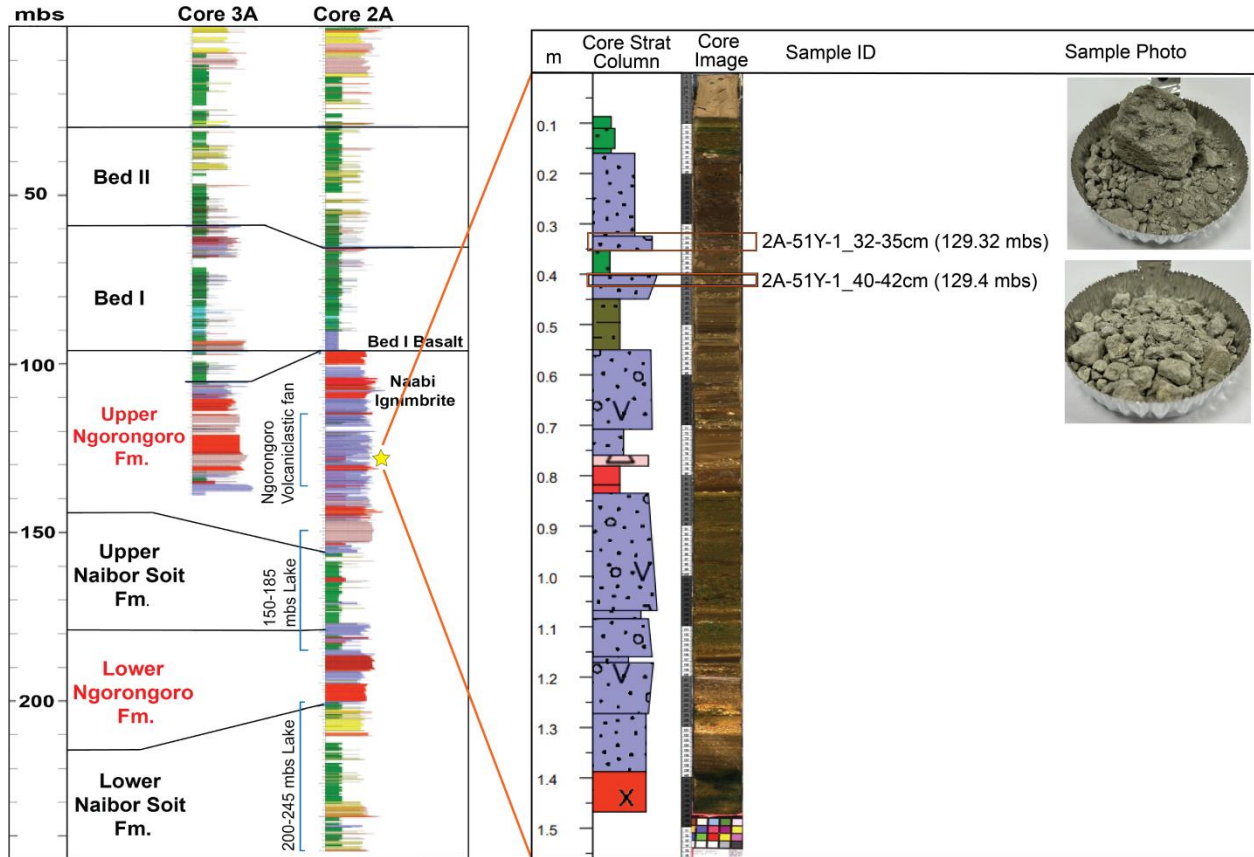 mbs
Core 3A
Core 2A
50
100
150
200
Bed II
Bed I
Bed I Basalt
Naabi
Ignimbrite
Upper
Ngorongoro
Fm.
Ngorongoro
Volcaniclastic fan
Upper
Naibor Soit
Fm.
150-185
mbs Lake
Lower
Ngorongoro
Fm.
Lower
Naibor Soit
Fm.
200-245 mbs Lake
m
Core Strat
Column
Core
Image
Sample ID
Sample Photo
0.1
0.2
0.3
0.4
0.5
0.6
0.7
0.8
0.9
1.0
1.1
1.2
1.3
1.4
1.5
V
V
V
X
2A-51Y-1_32-35cm (129.32 mbs)
2A-51Y-1_40-42cm (129.4 mbs)